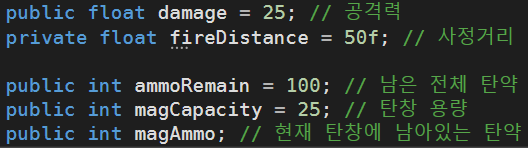 public float damage = 25; // 공격력
private float fireDistance = 50f; // 사정거리
public int ammoRemain = 100; // 남은 전체 탄약
public int magCapacity = 25; // 탄창 용량
public int magAmmo; // 현재 탄창에 남아있는 탄약